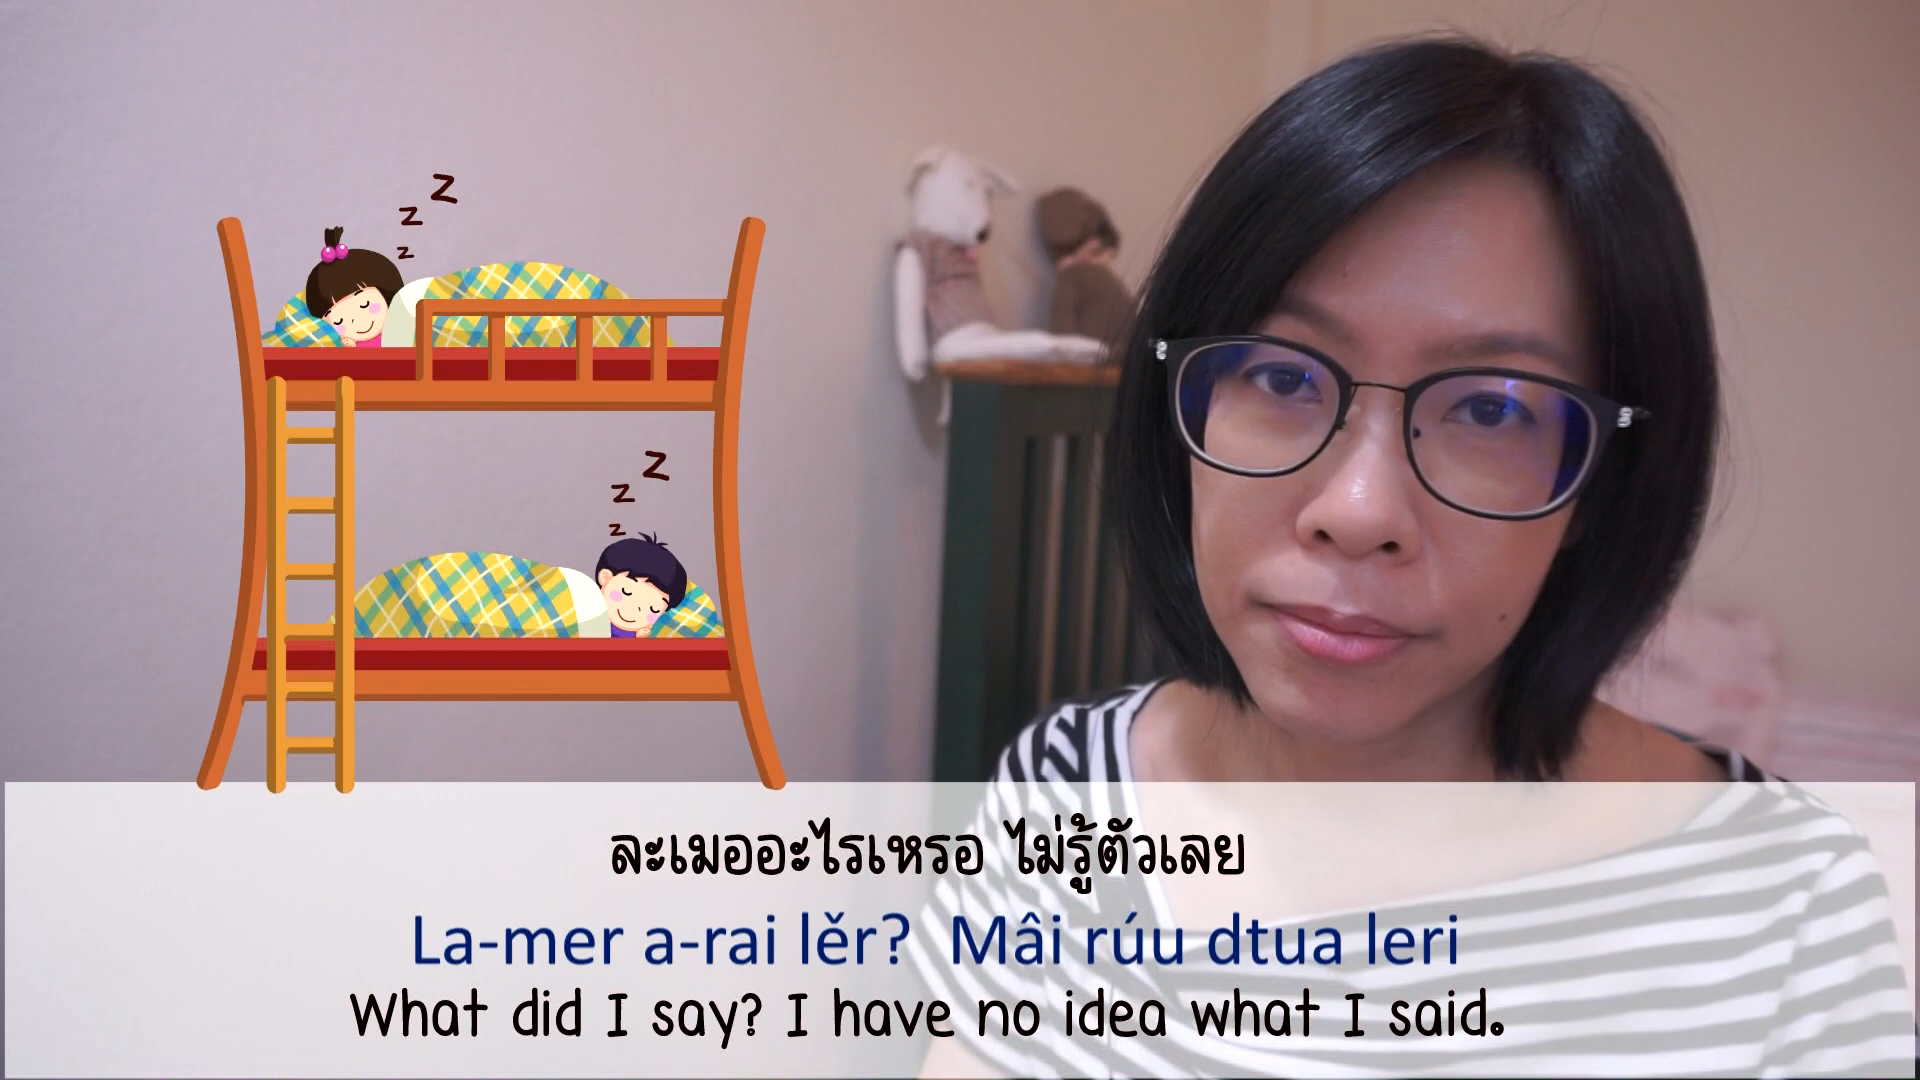 z
z
z
z
z
z
ละเมออะไรเหรอ ไม่รู้ตัวเลย
La-mer a-rai lěr? Mâi rúu dtua leri
What did I say? I have no idea what I said.